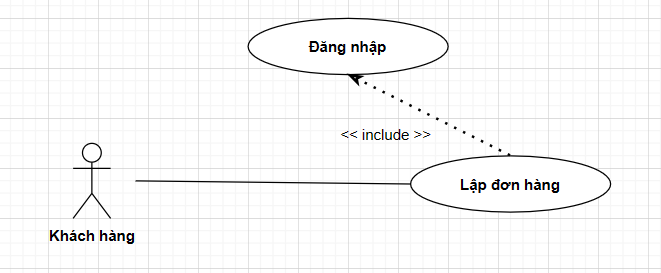 Đăng nhập
<< include >>
Lập đơn hàng
Khách hàng